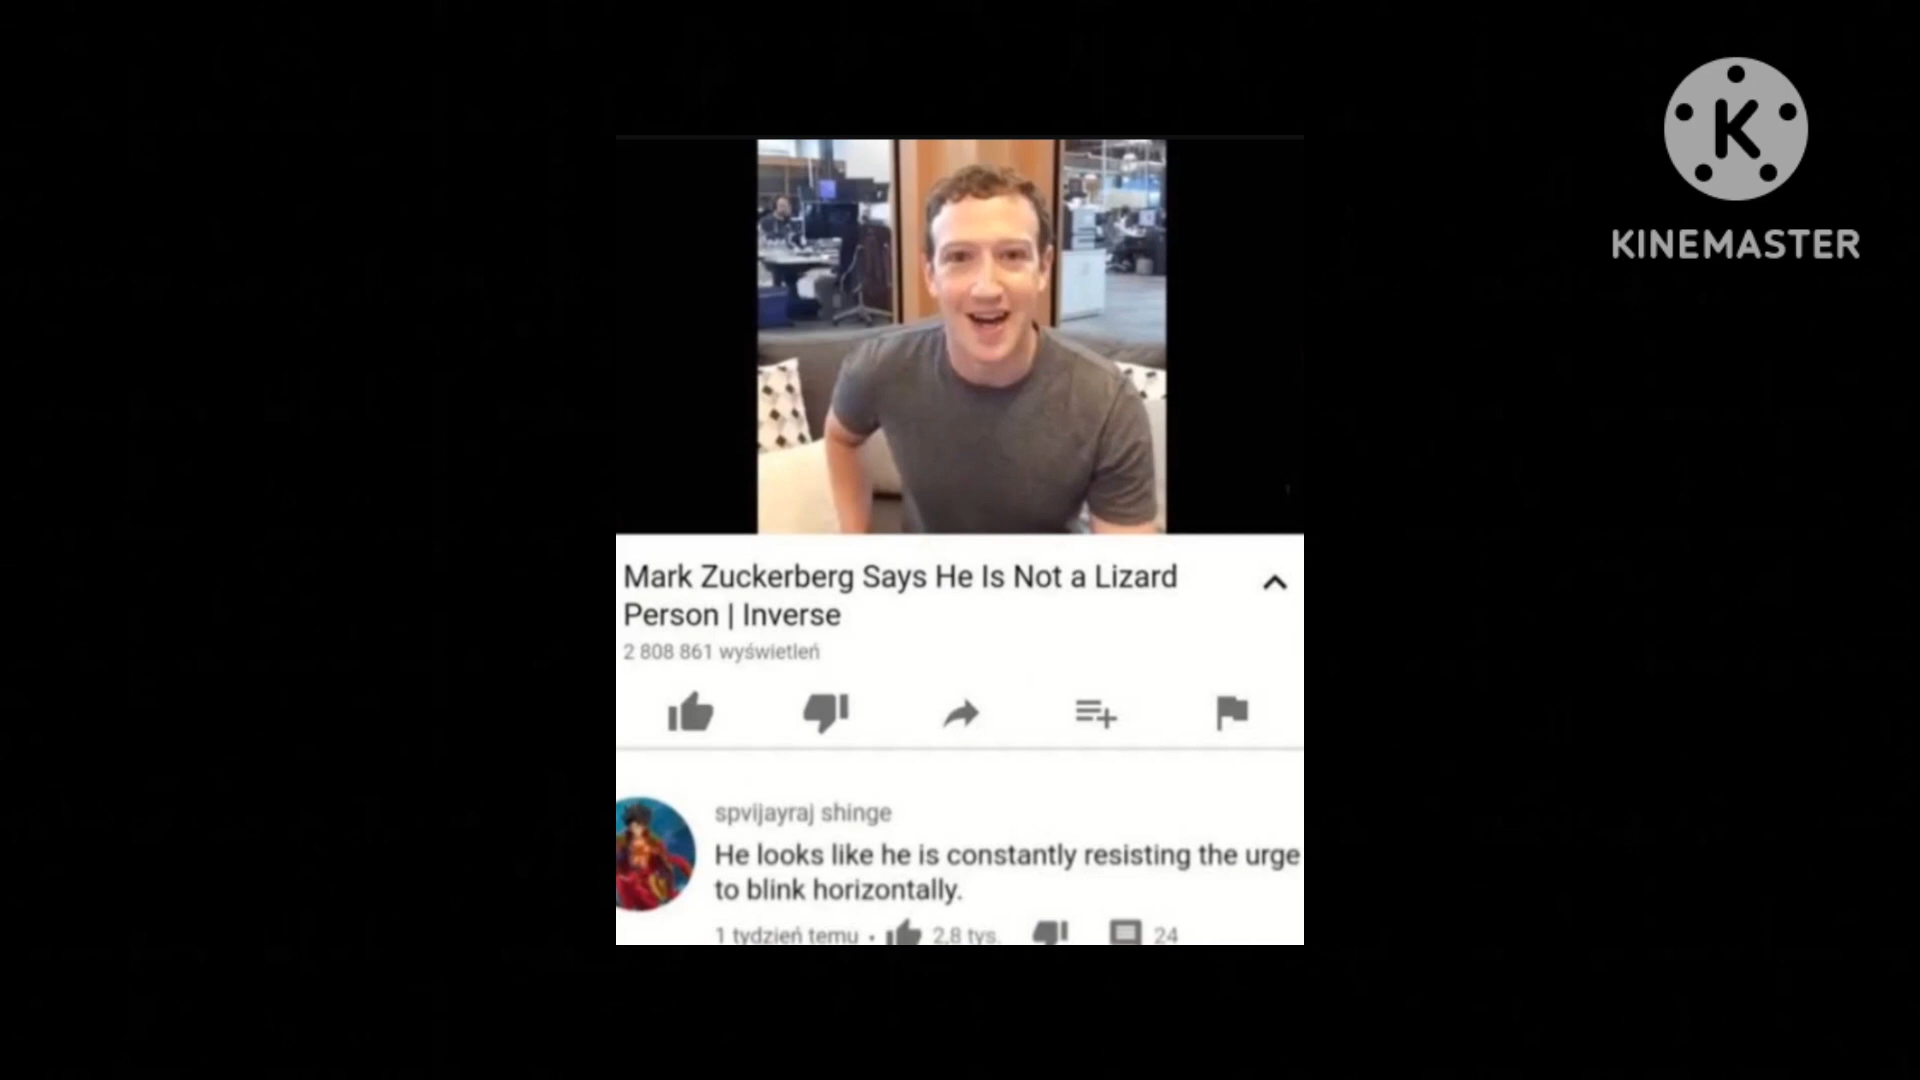 K
KINEMASTER
Mark Zuckerberg Says He Is Not a Lizard
Person | Inverse
2 808 861 wyświetleń
spvijayraj shinge
He looks like he is constantly resisting the urge
to blink horizontally.
1 tydzień temu · 2,8 tys. 24